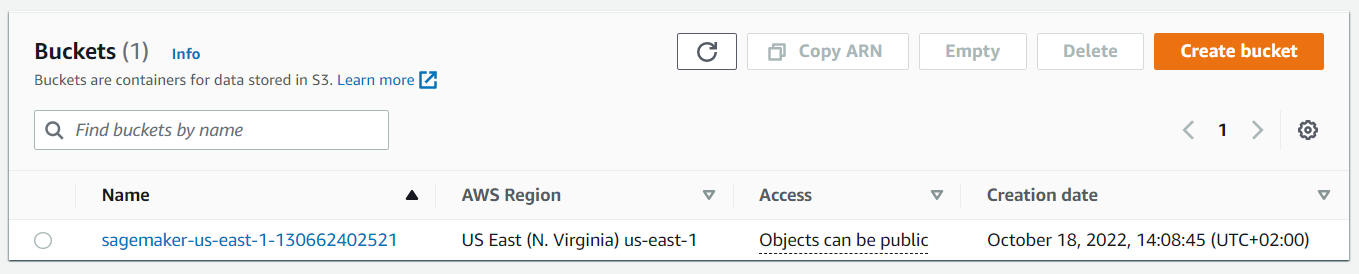 Buckets (1) Info
Copy ARN Empty Delete Create bucket
Buckets are containers for data stored in S3. Learn more
Find buckets by name
1
Name AWS Region Access Creation date
sagemaker-us-east-1-130662402521 US East (N. Virginia) us-east-1 Objects can be public October 18, 2022, 14:08:45 (UTC+02:00)